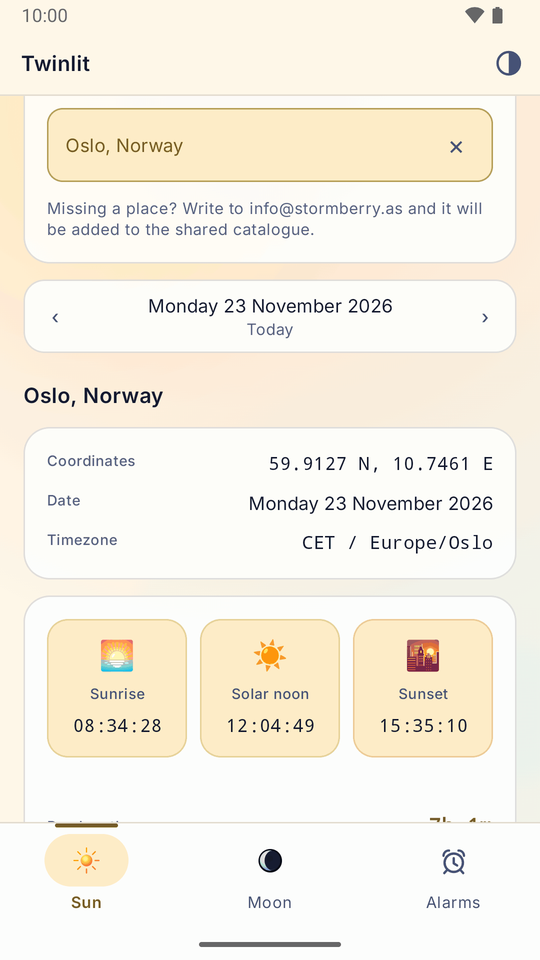 10:00
Twinlit
Oslo, Norway
Missing a place? Write to info@stormberry.as and it will
be added to the shared catalogue.
Monday 23 November 2026
Today
Oslo, Norway
Coordinates
59.9127 N, 10.7461 E
Date
Monday 23 November 2026
Timezone
CET / Europe/Oslo
Sunrise
Solar noon
Sunset
08:34:28
12:04:49
15:35:10
Sun
Moon
Alarms